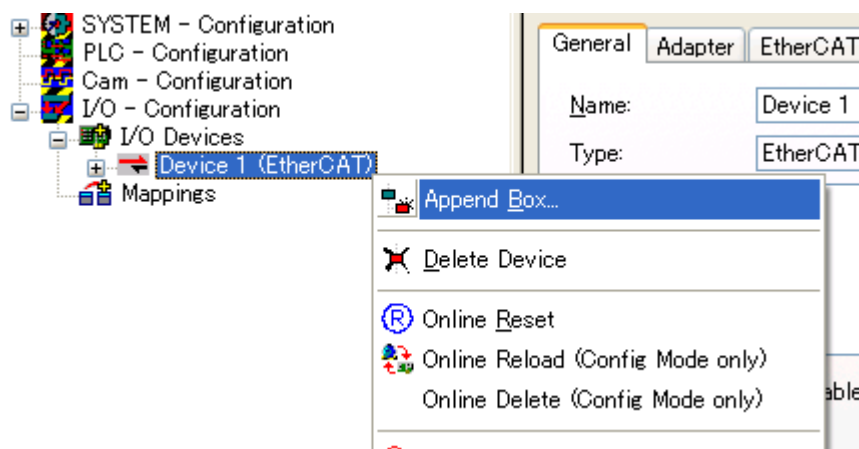 SYSTEM - Configuration
PLC - Configuration
Cam - Configuration
I/O - Configuration
I/O Devices
Device 1 (EtherCAT)
Mappings
General Adapter EtherCAT
Name: Device 1
Type: EtherCAT
Append Box...
Delete Device
Ⓡ Online Reset
Online Reload (Config Mode only)
Online Delete (Config Mode only)
able